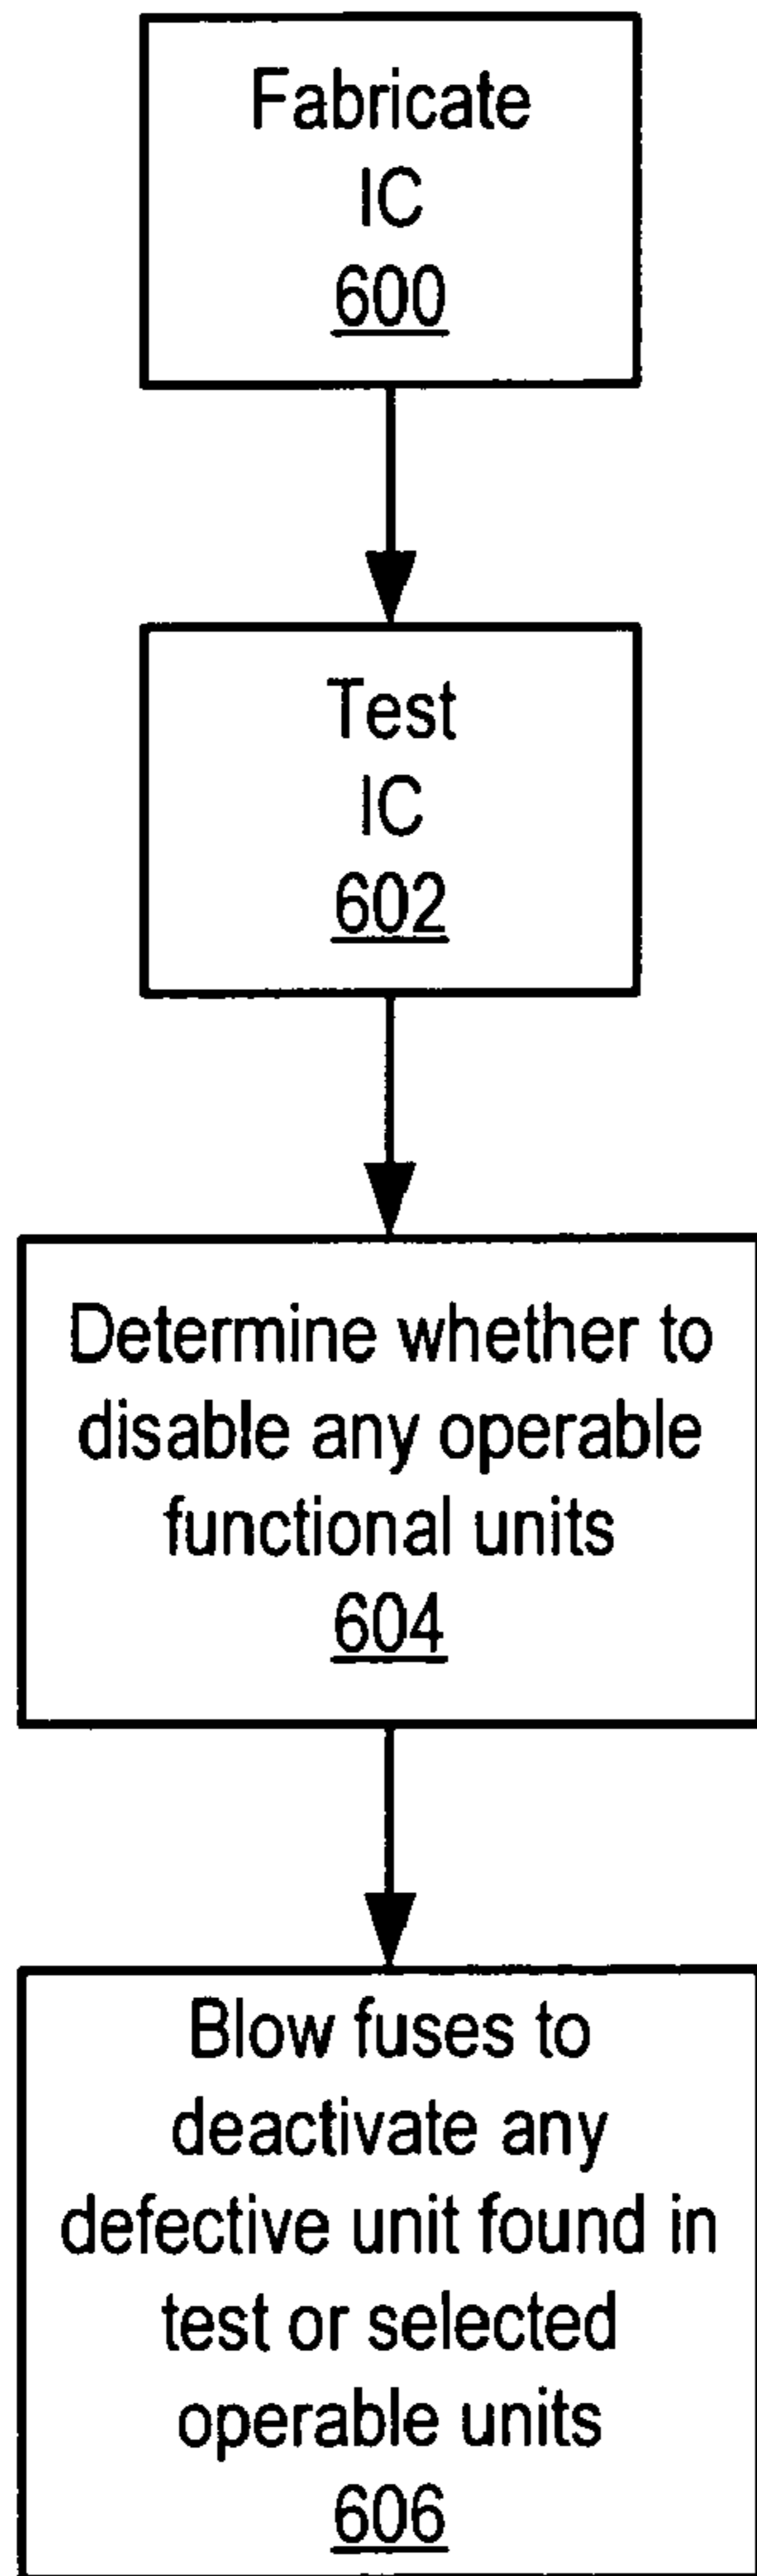 Fabricate
IC
600
Test
IC
602
Determine whether to
disable any operable
functional units
604
Blow fuses to
deactivate any
defective unit found in
test or selected
operable units
606